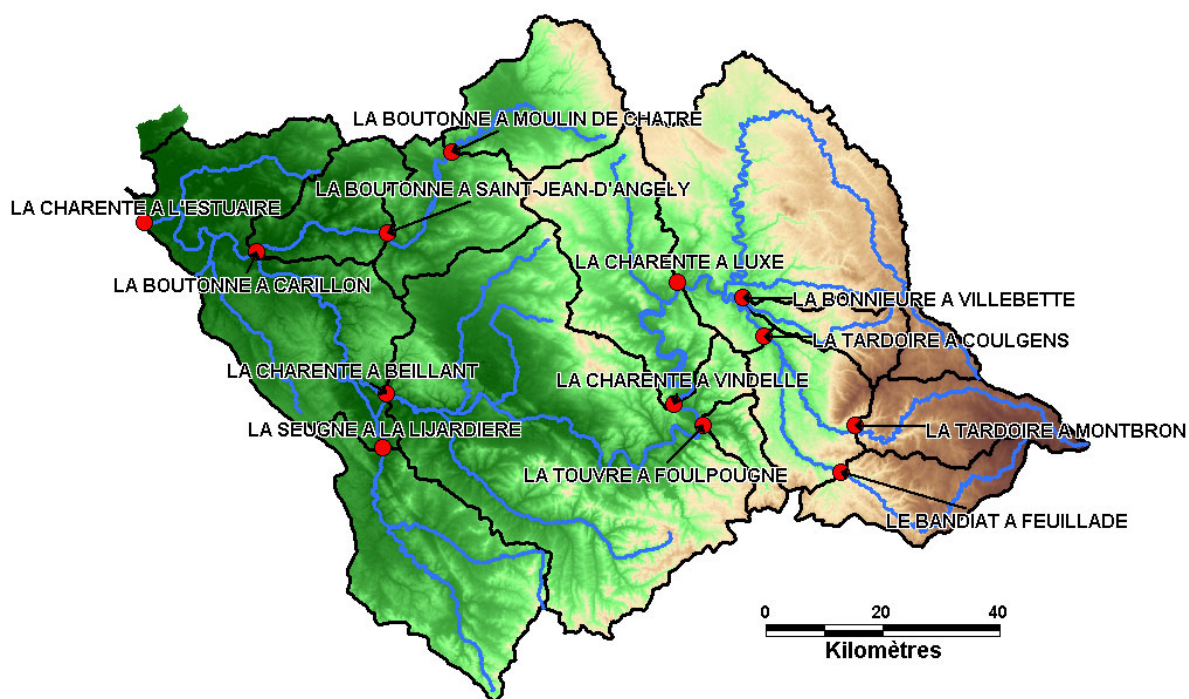 LA BOUTONNE A MOULIN DE CHATRE
LA BOUTONNE A SAINT-JEAN-D'ANGELY
LA CHARENTE A L'ESTUAIRE
LA CHARENTE A LUXE
LA BOUTONNE A CARILLON
LA BONNIEURE A VILLEBETTE
LA TARDOIRE A COULGENS
LA CHARENTE A BEILLANT
LA CHARENTE A VINDELLE
LA SEUGNE A LA LIJARDIERE
LA TARDOIRE A MONTBRON
LA TOUVRE A FOULPOUGNE
LE BANDIAT A FEUILLADE
0 20 40
Kilomètres